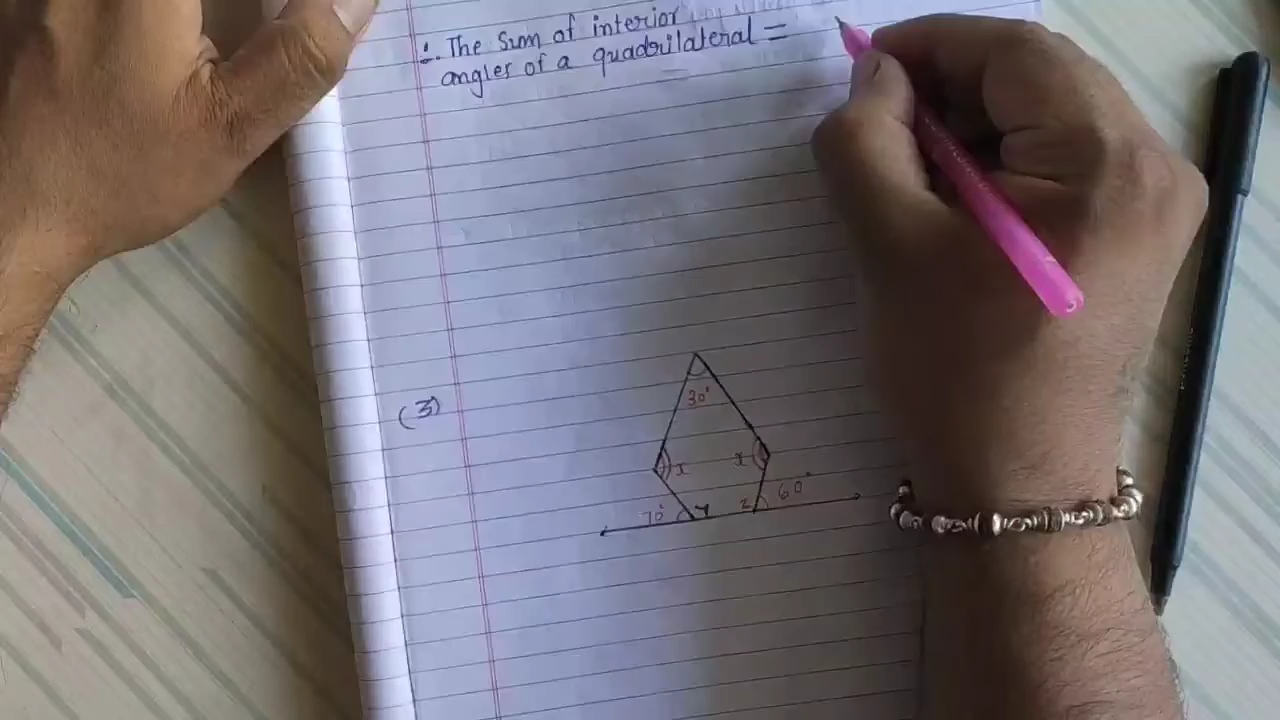 ∴ The Sum of interior
angles of a quadrilateral =
(3)
30°
x x
60°
70° y z